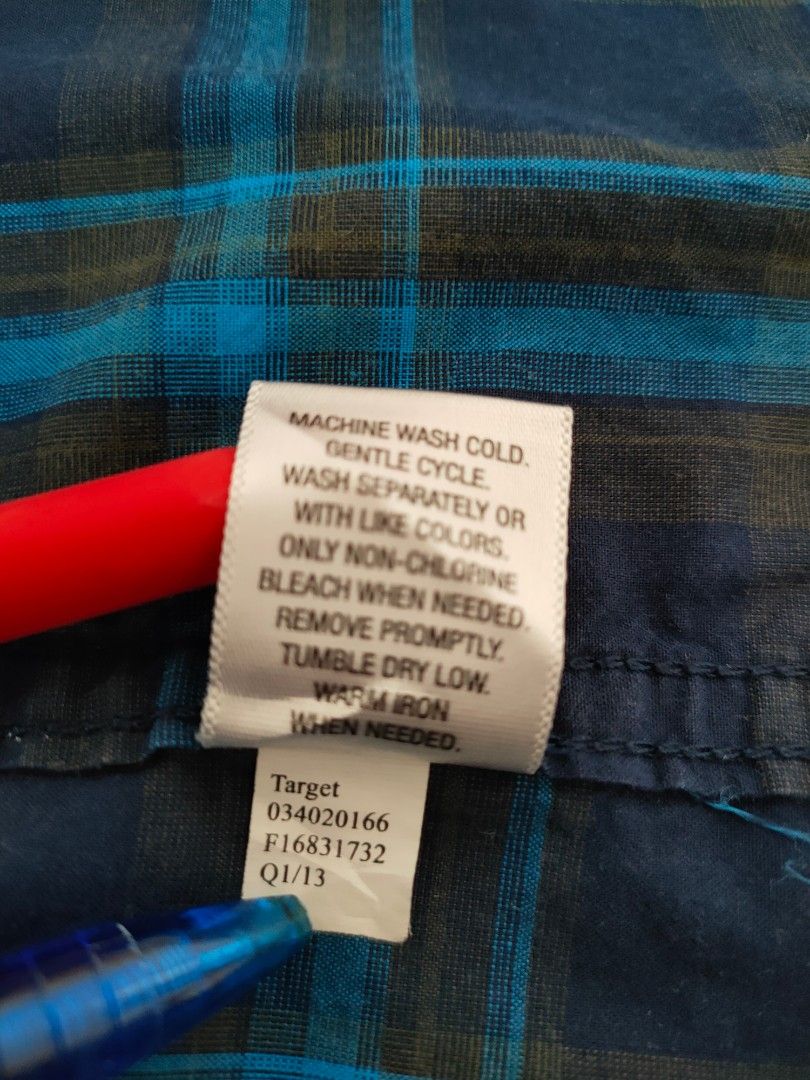 MACHINE WASH COLD.
GENTLE CYCLE.
WASH SEPARATELY OR
WITH LIKE COLORS.
ONLY NON-CHLORINE
BLEACH WHEN NEEDED.
REMOVE PROMPTLY.
TUMBLE DRY LOW.
WARM IRON
WHEN NEEDED.
Target
034020166
F16831732
Q1/13